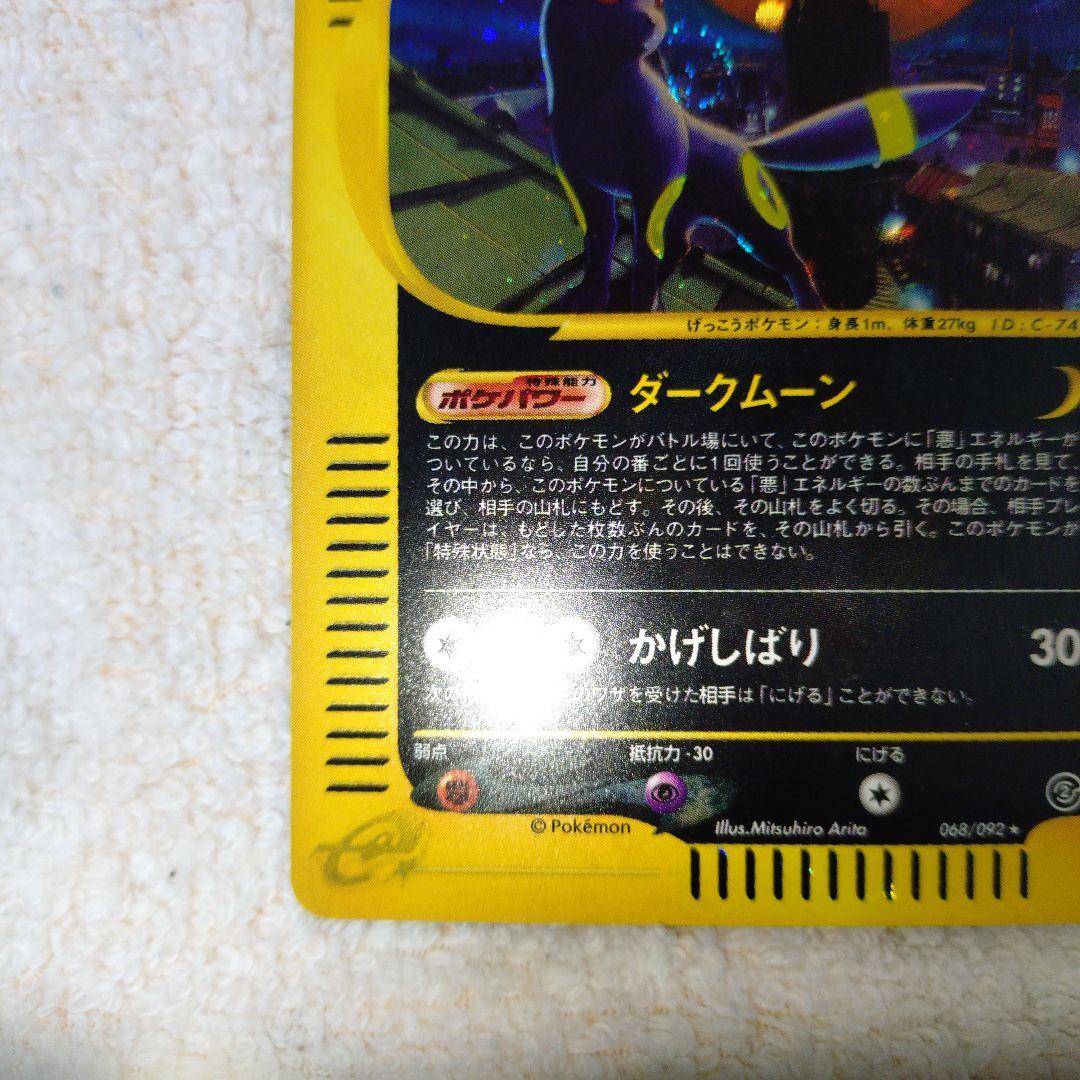 げっこうポケモン：身長1m、体重27kg ID：C-74
特殊能力
ポケパワー
ダークムーン
この力は、このポケモンがバトル場にいて、このポケモンに「悪」エネルギーが
ついているなら、自分の番ごとに1回使うことができる。相手の手札を見て、
その中から、このポケモンについている「悪」エネルギーの数ぶんまでのカードを
選び、相手の山札にもどす。その後、その山札をよく切る。その場合、相手プレ
イヤーは、もどした枚数ぶんのカードを、その山札から引く。このポケモンが
「特殊状態」なら、この力を使うことはできない。
かげしばり 30
次の のワザを受けた相手は「にげる」ことができない。
弱点 抵抗力-30 にげる
©Pokémon Illus.Mitsuhiro Arita 068/092★